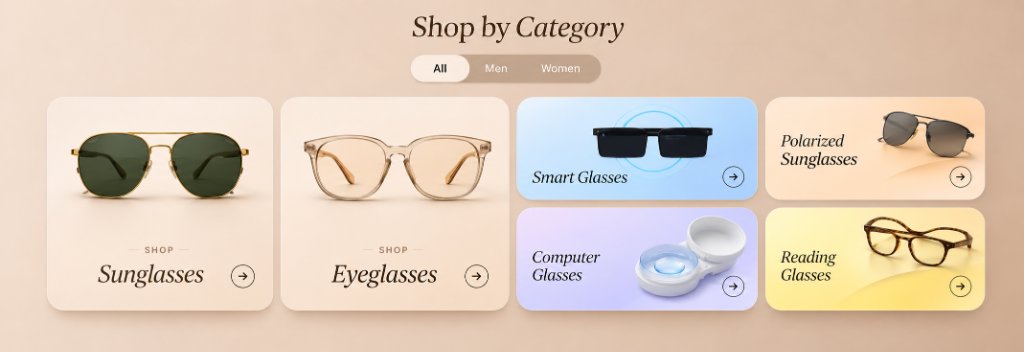 Shop by Category
All
Men
Women
SHOP
Sunglasses
SHOP
Eyeglasses
Smart Glasses
Polarized
Sunglasses
Computer
Glasses
Reading
Glasses